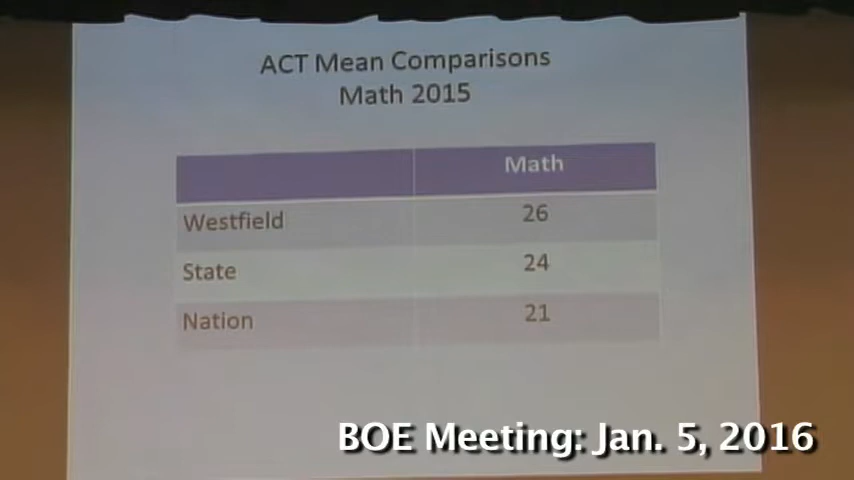 ACT Mean Comparisons
Math 2015
Math
Westfield 26
State 24
Nation 21
BOE Meeting: Jan. 5, 2016